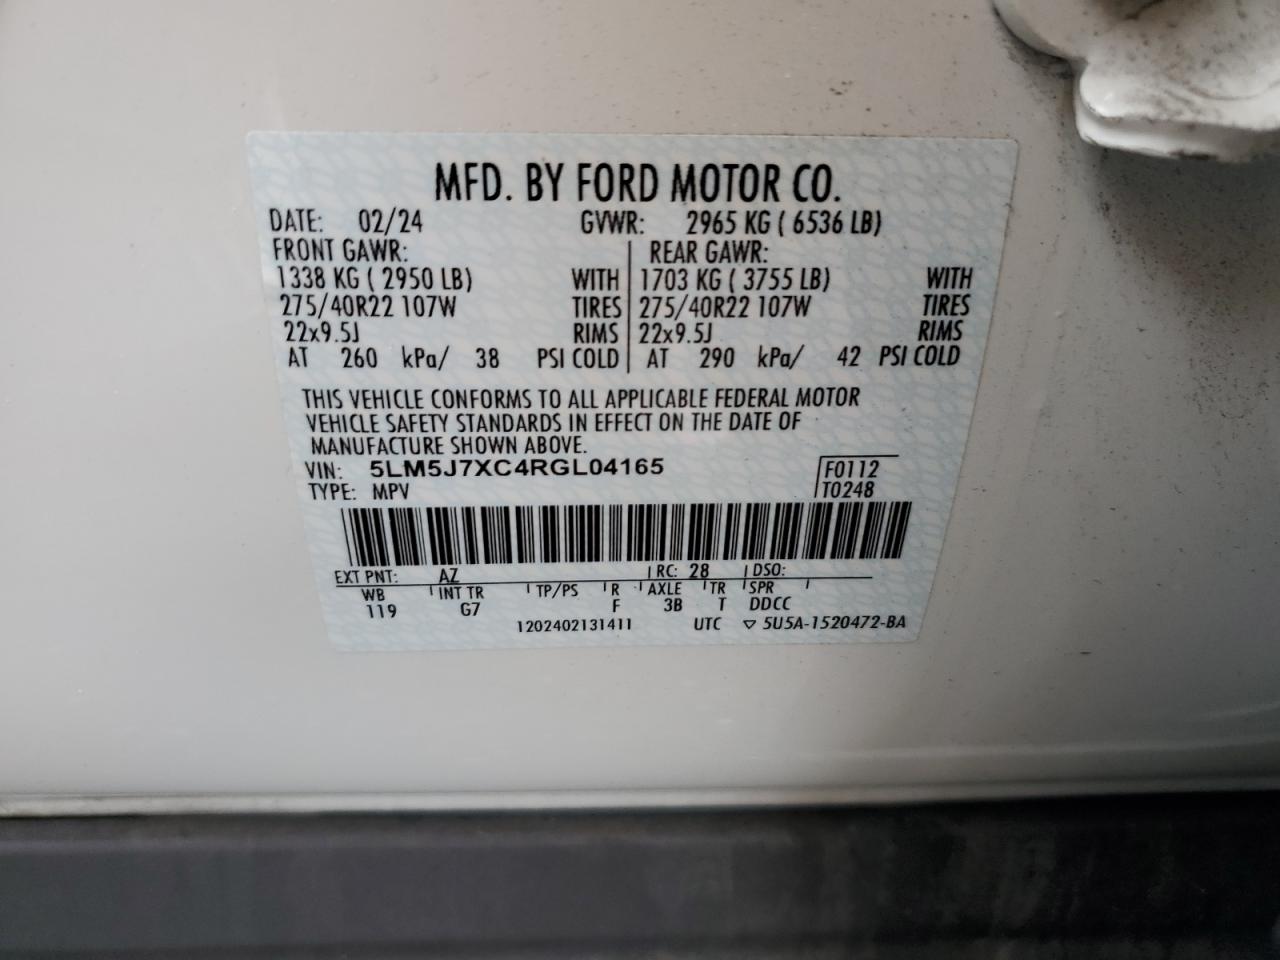 MFD. BY FORD MOTOR CO.
DATE: 02/24 GVWR: 2965 KG ( 6536 LB)
FRONT GAWR: REAR GAWR:
1338 KG ( 2950 LB) WITH 1703 KG ( 3755 LB) WITH
275/40R22 107W TIRES 275/40R22 107W TIRES
22x9.5J RIMS 22x9.5J RIMS
AT 260 kPa/ 38 PSI COLD AT 290 kPa/ 42 PSI COLD
THIS VEHICLE CONFORMS TO ALL APPLICABLE FEDERAL MOTOR
VEHICLE SAFETY STANDARDS IN EFFECT ON THE DATE OF
MANUFACTURE SHOWN ABOVE.
VIN: 5LM5J7XC4RGL04165 F0112
TYPE: MPV T0248
EXT PNT: AZ RC: 28 DSO:
WB INT TR TP/PS R AXLE TR SPR
119 G7 F 3B T DDCC
1202402131411 UTC ▽ 5U5A-1520472-BA